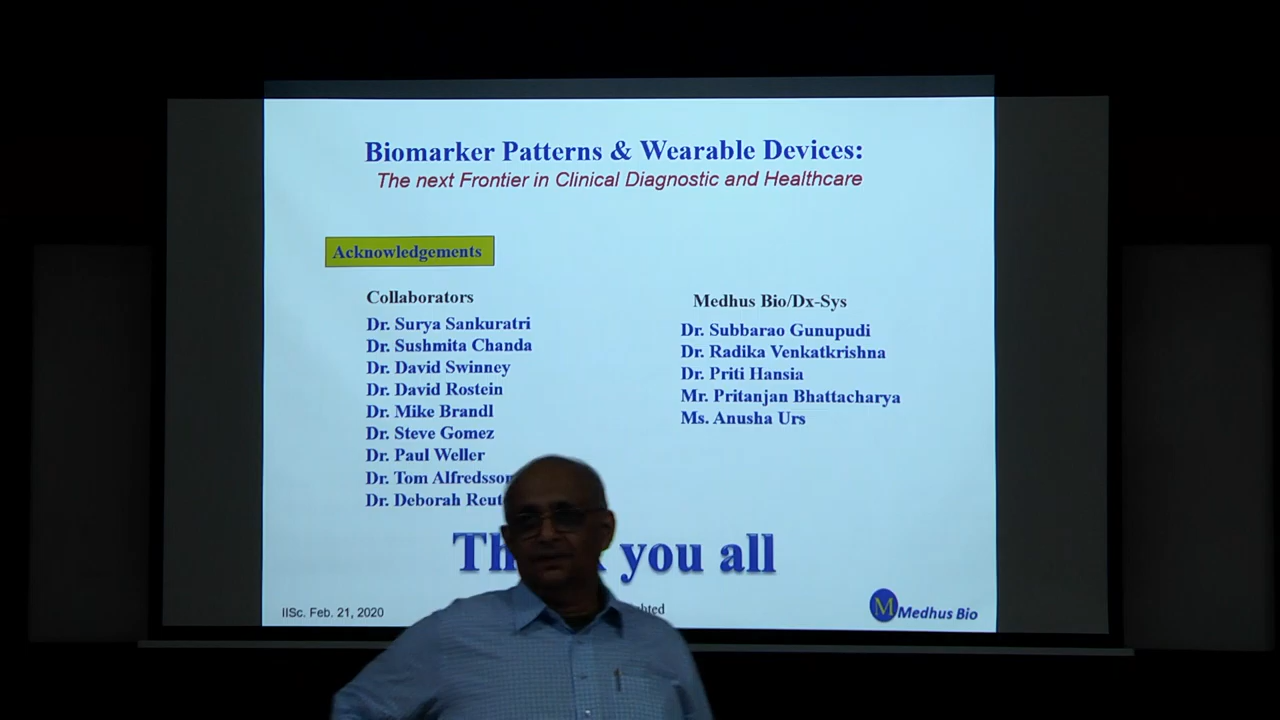 Biomarker Patterns & Wearable Devices:
The next Frontier in Clinical Diagnostic and Healthcare
Acknowledgements
Collaborators
Dr. Surya Sankuratri
Dr. Sushmita Chanda
Dr. David Swinney
Dr. David Rostein
Dr. Mike Brandl
Dr. Steve Gomez
Dr. Paul Weller
Dr. Tom
Dr. Deborah
Medhus Bio/Dx-Sys
Dr. Subbarao Gunupudi
Dr. Radika Venkatkrishna
Dr. Priti Hansia
Mr. Pritanjan Bhattacharya
Ms. Anusha Urs
you all
IISc. Feb. 21, 2020
M Medhus Bio